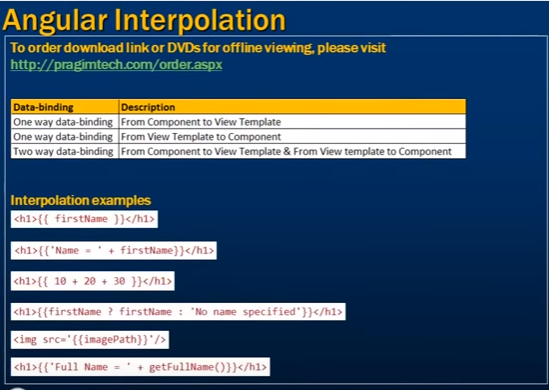 Angular Interpolation
To order download link or DVDs for offline viewing, please visit
http://pragimtech.com/order.aspx
Data-binding Description
One way data-binding From Component to View Template
One way data-binding From View Template to Component
Two way data-binding From Component to View Template & From View template to Component
Interpolation examples
<h1>{{ firstName }}</h1>
<h1>{{'Name = ' + firstName}}</h1>
<h1>{{ 10 + 20 + 30 }}</h1>
<h1>{{firstName ? firstName : 'No name specified'}}</h1>
<img src='{{imagePath}}'/>
<h1>{{'Full Name = ' + getFullName()}}</h1>